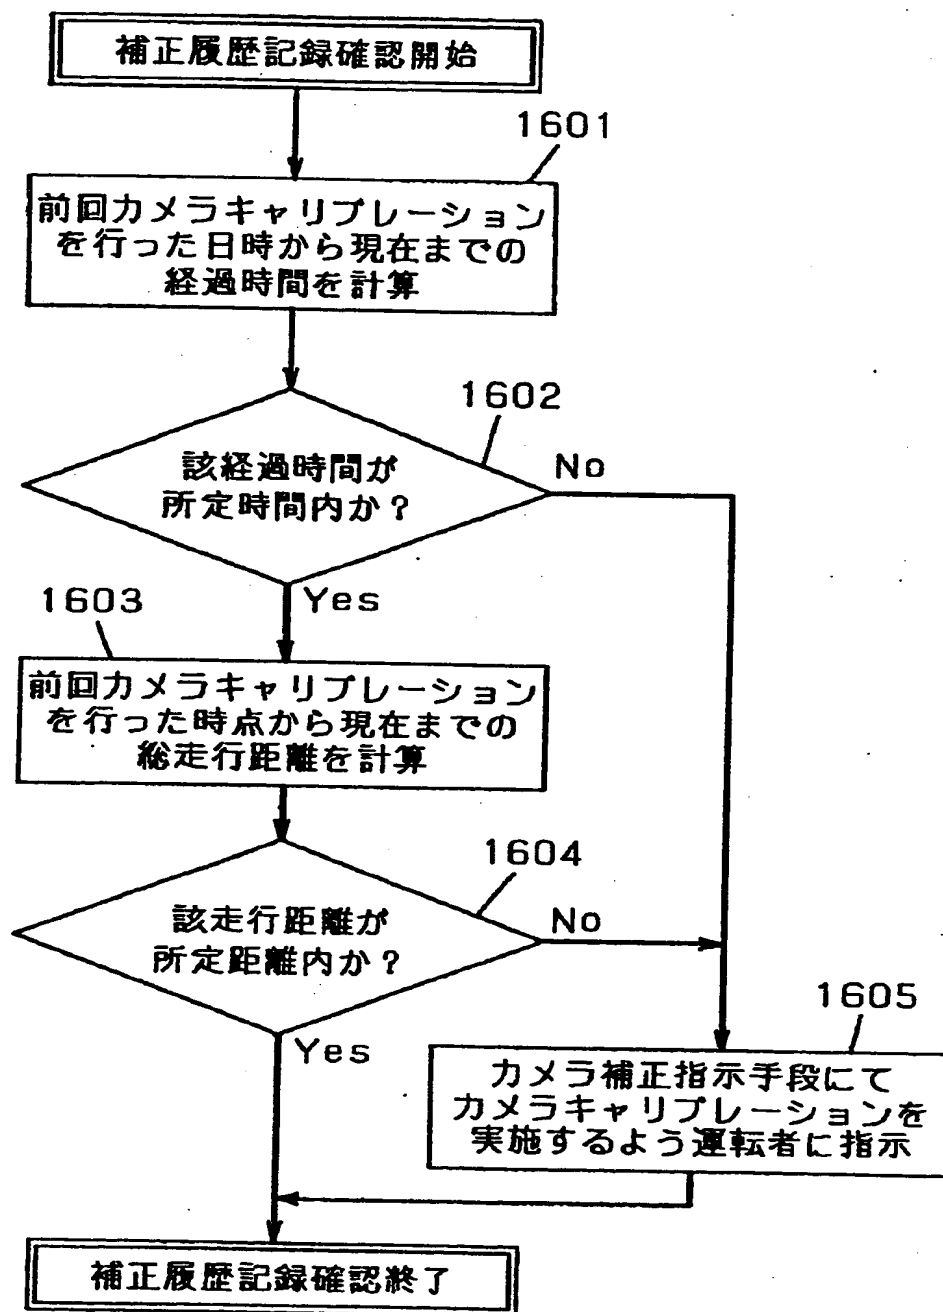 補正履歴記録確認開始
1601
前回カメラキャリブレーション
を行った日時から現在までの
経過時間を計算
1602
該経過時間が
所定時間内か？
No
Yes
1603
前回カメラキャリブレーション
を行った時点から現在までの
総走行距離を計算
1604
該走行距離が
所定距離内か？
No
Yes
1605
カメラ補正指示手段にて
カメラキャリブレーションを
実施するよう運転者に指示
補正履歴記録確認終了